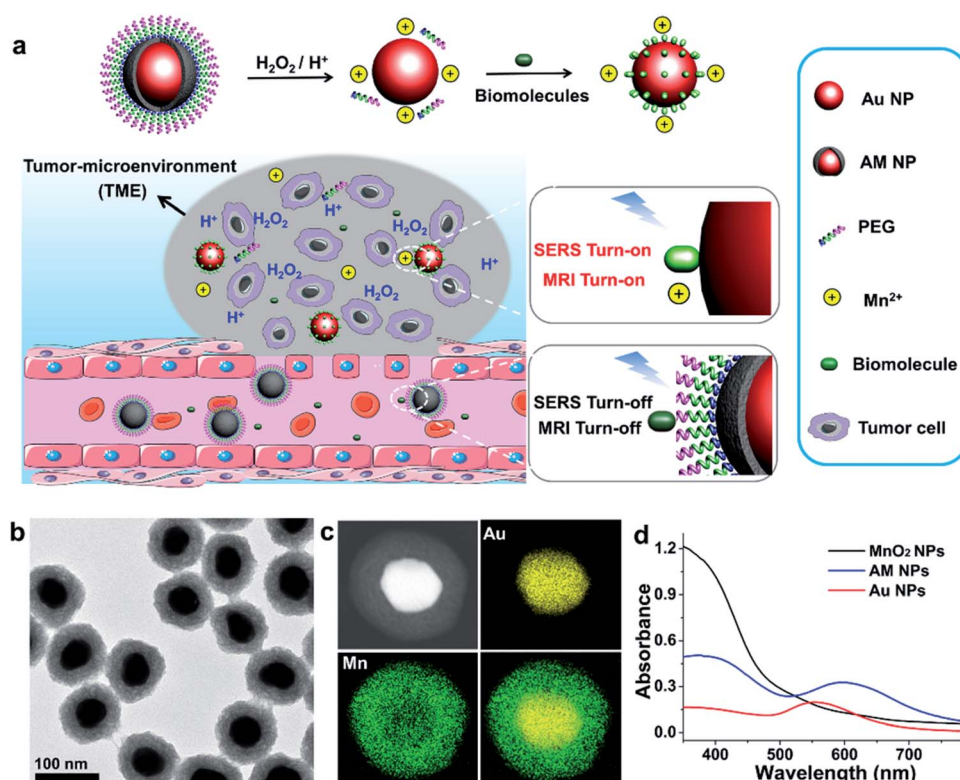 a
H₂O₂ / H⁺
Biomolecules
Au NP
AM NP
PEG
Mn²⁺
Biomolecule
Tumor cell
Tumor-microenvironment
(TME)
H⁺
H₂O₂
H⁺
H₂O₂
H₂O₂
H⁺
H₂O₂
H⁺
SERS Turn-on
MRI Turn-on
SERS Turn-off
MRI Turn-off
b
100 nm
c
Au
Mn
d
MnO₂ NPs
AM NPs
Au NPs
Absorbance
1.2
0.9
0.6
0.3
0.0
400 500 600 700
Wavelength (nm)